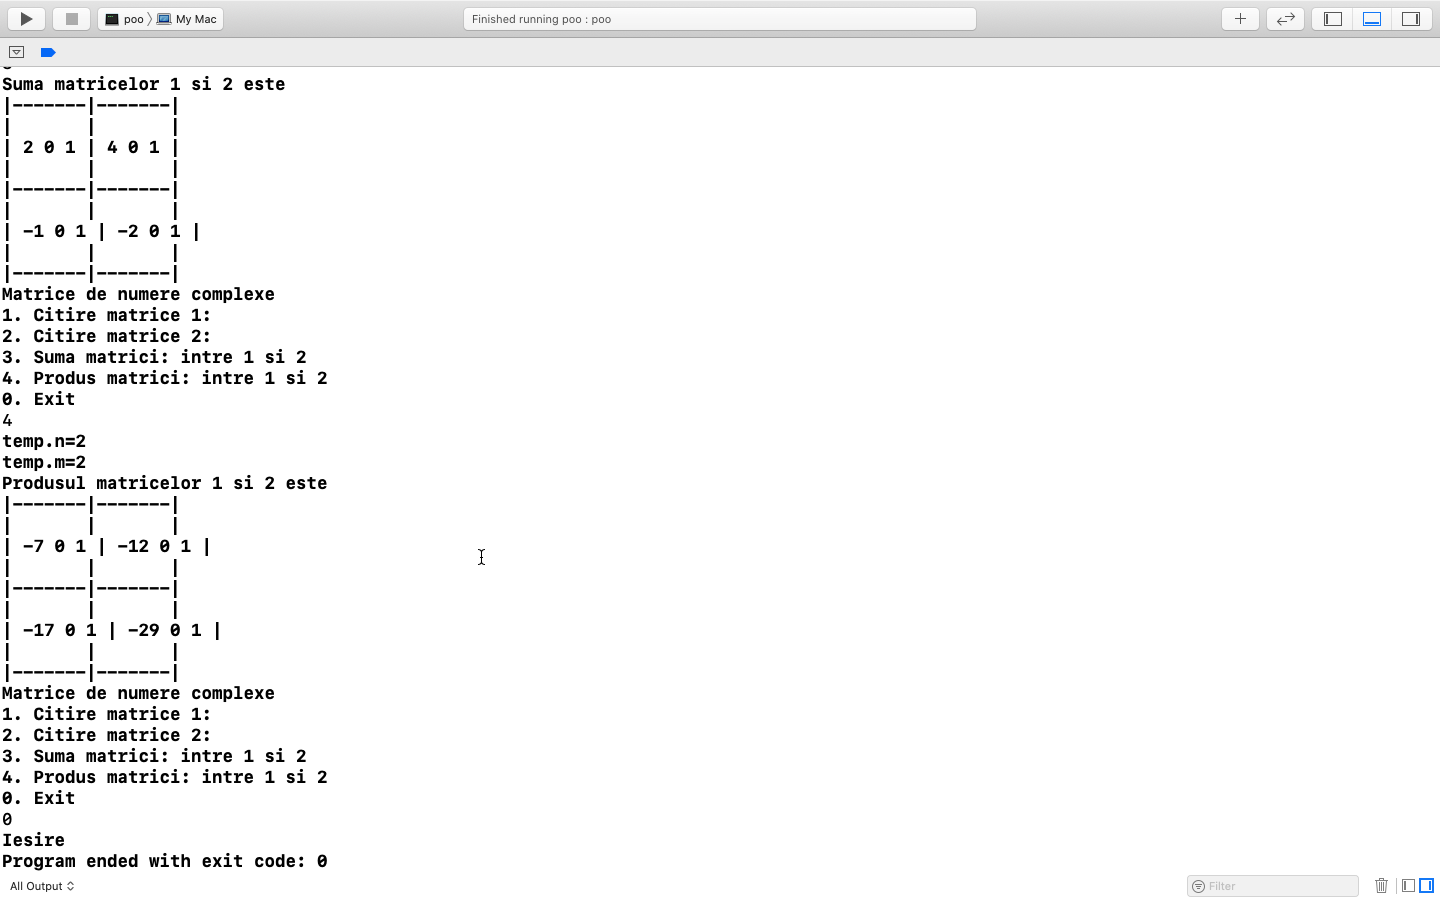 poo
My Mac
Finished running poo : poo
Suma matricelor 1 si 2 este
|-------|-------|
|       |       |
| 2 0 1 | 4 0 1 |
|       |       |
|-------|-------|
|       |       |
| -1 0 1 | -2 0 1 |
|       |       |
|-------|-------|
Matrice de numere complexe
1. Citire matrice 1:
2. Citire matrice 2:
3. Suma matrici: intre 1 si 2
4. Produs matrici: intre 1 si 2
0. Exit
4
temp.n=2
temp.m=2
Produsul matricelor 1 si 2 este
|-------|-------|
|       |       |
| -7 0 1 | -12 0 1 |
|       |       |
|-------|-------|
|       |       |
| -17 0 1 | -29 0 1 |
|       |       |
|-------|-------|
Matrice de numere complexe
1. Citire matrice 1:
2. Citire matrice 2:
3. Suma matrici: intre 1 si 2
4. Produs matrici: intre 1 si 2
0. Exit
0
Iesire
Program ended with exit code: 0
All Output
Filter